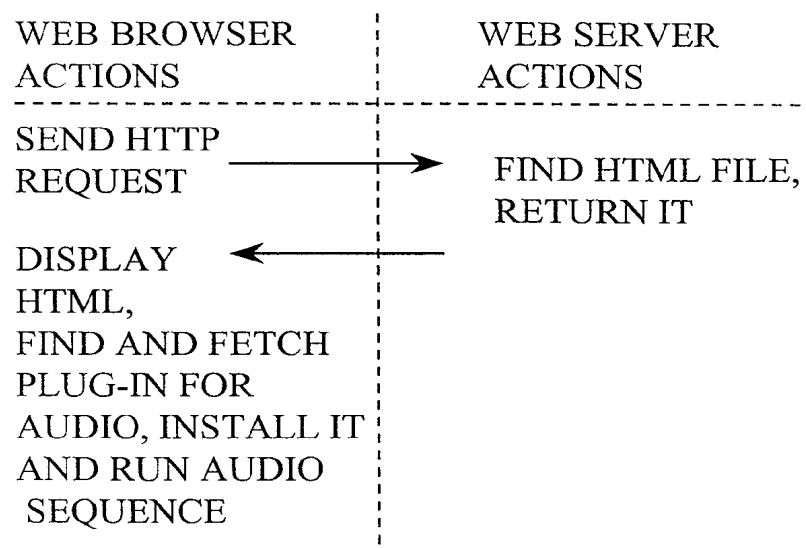 WEB BROWSER
ACTIONS
WEB SERVER
ACTIONS
SEND HTTP
REQUEST
FIND HTML FILE,
RETURN IT
DISPLAY
HTML,
FIND AND FETCH
PLUG-IN FOR
AUDIO, INSTALL IT
AND RUN AUDIO
SEQUENCE